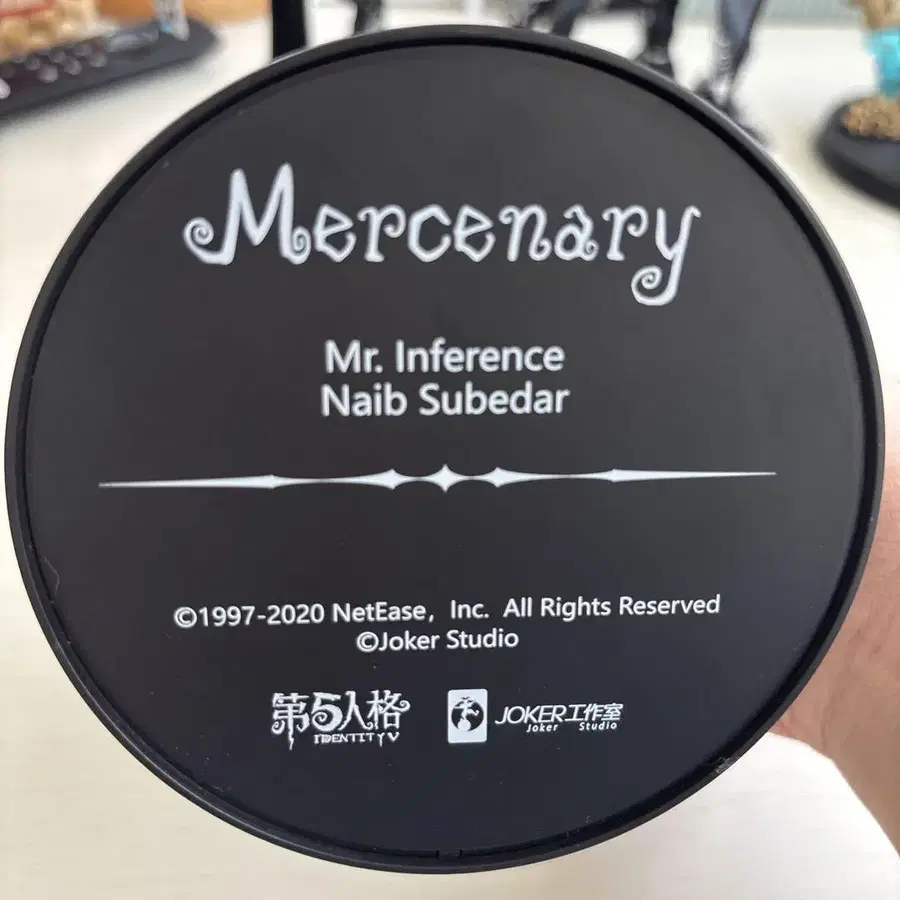 Mercenary
Mr. Inference
Naib Subedar
©1997-2020 NetEase，Inc. All Rights Reserved
©Joker Studio
第5人格
IDENTITY V
JOKER工作室
Joker Studio